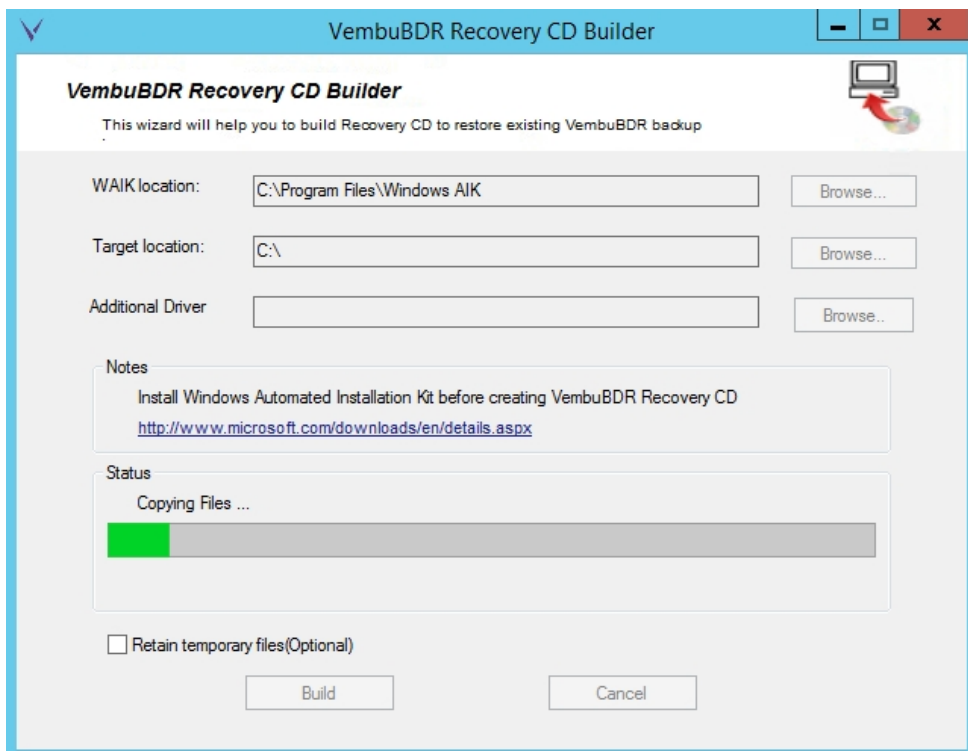 VembuBDR Recovery CD Builder
VembuBDR Recovery CD Builder
This wizard will help you to build Recovery CD to restore existing VembuBDR backup
.
WAIK location:
C:\Program Files\Windows AIK
Browse...
Target location:
C:\
Browse...
Additional Driver
Browse..
Notes
Install Windows Automated Installation Kit before creating VembuBDR Recovery CD
http://www.microsoft.com/downloads/en/details.aspx
Status
Copying Files ...
Retain temporary files(Optional)
Build
Cancel